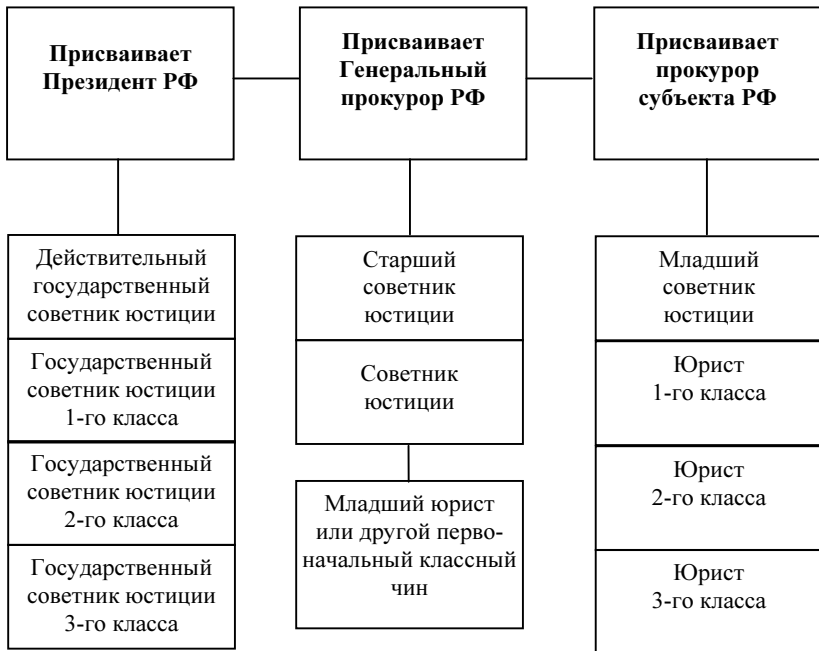 Присваивает
Президент РФ
Присваивает
Генеральный
прокурор РФ
Присваивает
прокурор
субъекта РФ
Действительный
государственный
советник юстиции
Государственный
советник юстиции
1-го класса
Государственный
советник юстиции
2-го класса
Государственный
советник юстиции
3-го класса
Старший
советник
юстиции
Советник
юстиции
Младший юрист
или другой перво-
начальный классный
чин
Младший
советник
юстиции
Юрист
1-го класса
Юрист
2-го класса
Юрист
3-го класса